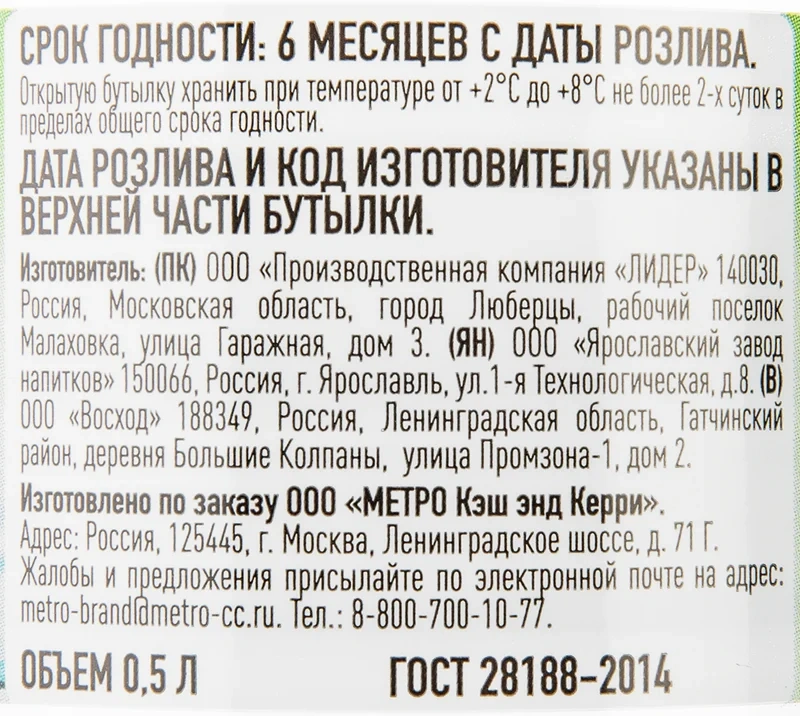 СРОК ГОДНОСТИ: 6 МЕСЯЦЕВ С ДАТЫ РОЗЛИВА.
Открытую бутылку хранить при температуре от +2°С до +8°С не более 2-х суток в
пределах общего срока годности.
ДАТА РОЗЛИВА И КОД ИЗГОТОВИТЕЛЯ УКАЗАНЫ В
ВЕРХНЕЙ ЧАСТИ БУТЫЛКИ.
Изготовитель: (ПК) ООО «Производственная компания «ЛИДЕР» 140030,
Россия, Московская область, город Люберцы, рабочий поселок
Малаховка, улица Гаражная, дом 3. (ЯН) ООО «Ярославский завод
напитков» 150066, Россия, г. Ярославль, ул.1-я Технологическая, д.8. (В)
ООО «Восход» 188349, Россия, Ленинградская область, Гатчинский
район, деревня Большие Колпаны, улица Промзона-1, дом 2.
Изготовлено по заказу ООО «МЕТРО Кэш энд Керри».
Адрес: Россия, 125445, г. Москва, Ленинградское шоссе, д. 71 Г.
Жалобы и предложения присылайте по электронной почте на адрес:
metro-brand@metro-cc.ru. Тел.: 8-800-700-10-77.
ОБЪЕМ 0,5 Л ГОСТ 28188-2014